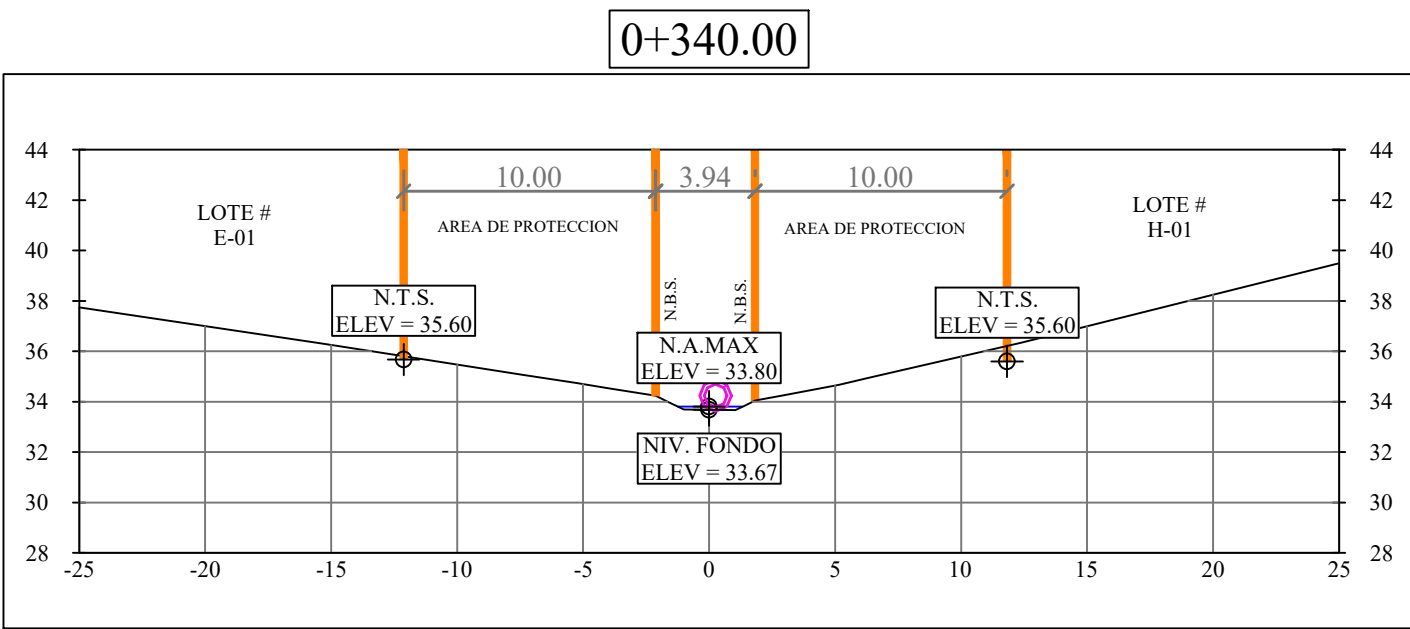 0+340.00
44
44
10.00
3.94
10.00
42
42
LOTE #
E-01
AREA DE PROTECCION
AREA DE PROTECCION
LOTE #
H-01
40
40
N.B.S.
N.B.S.
38
38
N.T.S.
ELEV = 35.60
N.T.S.
ELEV = 35.60
36
36
N.A.MAX
ELEV = 33.80
34
34
NIV. FONDO
ELEV = 33.67
32
32
30
30
28
28
-25 -20 -15 -10 -5 0 5 10 15 20 25